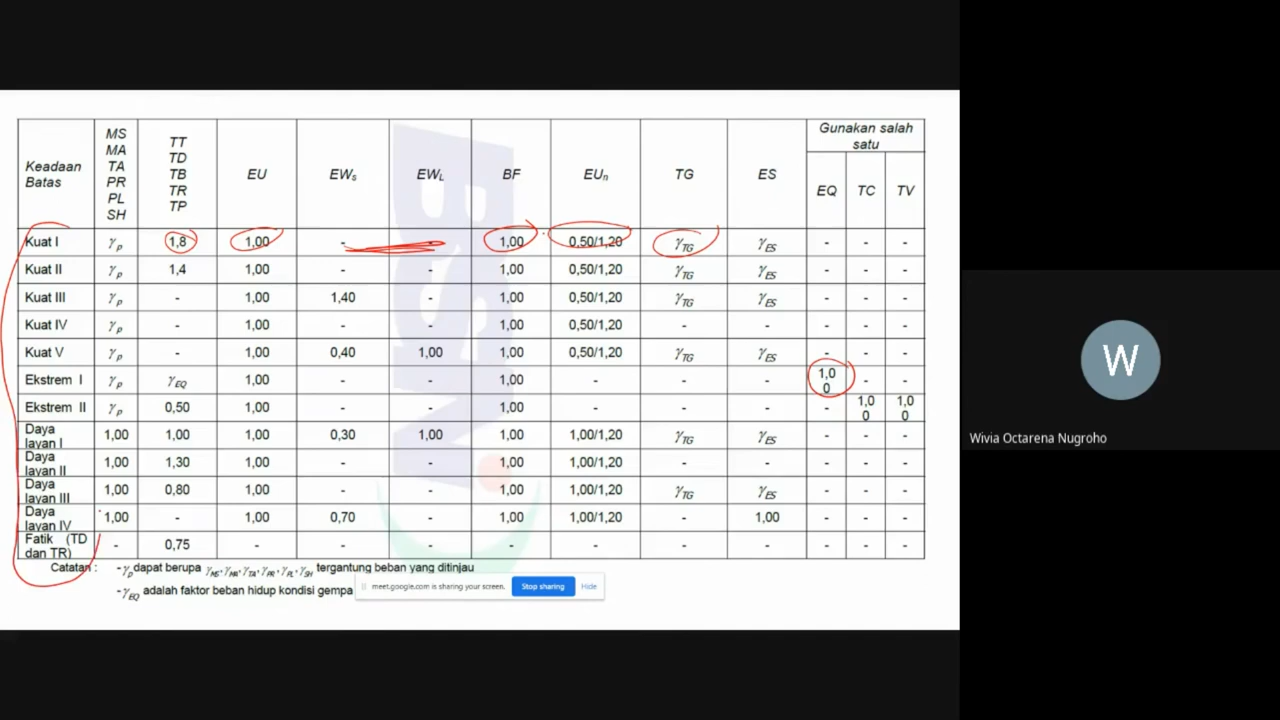 Keadaan Batas MS MA TA PR PL SH TT TD TB TR TP EU EWs EWL BF EUn TG ES Gunakan salah satu
EQ TC TV
Kuat I γp 1,8 1,00 - - 1,00 0,50/1,20 γTG γES - - -
Kuat II γp 1,4 1,00 - - 1,00 0,50/1,20 γTG γES - - -
Kuat III γp - 1,00 1,40 - 1,00 0,50/1,20 γTG γES - - -
Kuat IV γp - 1,00 - - 1,00 0,50/1,20 - - - - -
Kuat V γp - 1,00 0,40 1,00 1,00 0,50/1,20 γTG γES - - -
Ekstrem I γp γEQ 1,00 - - 1,00 - - - 1,00 - -
Ekstrem II γp 0,50 1,00 - - 1,00 - - - - 1,00 1,00
Daya layan I 1,00 1,00 1,00 0,30 1,00 1,00 1,00/1,20 γTG γES - - -
Daya layan II 1,00 1,30 1,00 - - 1,00 1,00/1,20 - - - - -
Daya layan III 1,00 0,80 1,00 - - 1,00 1,00/1,20 γTG γES - - -
Daya layan IV 1,00 - 1,00 0,70 - 1,00 1,00/1,20 - 1,00 - - -
Fatik (TD dan TR) - 0,75 - - - - - - - - - -
Catatan : -γp dapat berupa γMS, γMA, γTA, γPR, γPL, γSH tergantung beban yang ditinjau
-γEQ adalah faktor beban hidup kondisi gempa
meet.google.com is sharing your screen. Stop sharing Hide
BSN
W
Wivia Octarena Nugroho